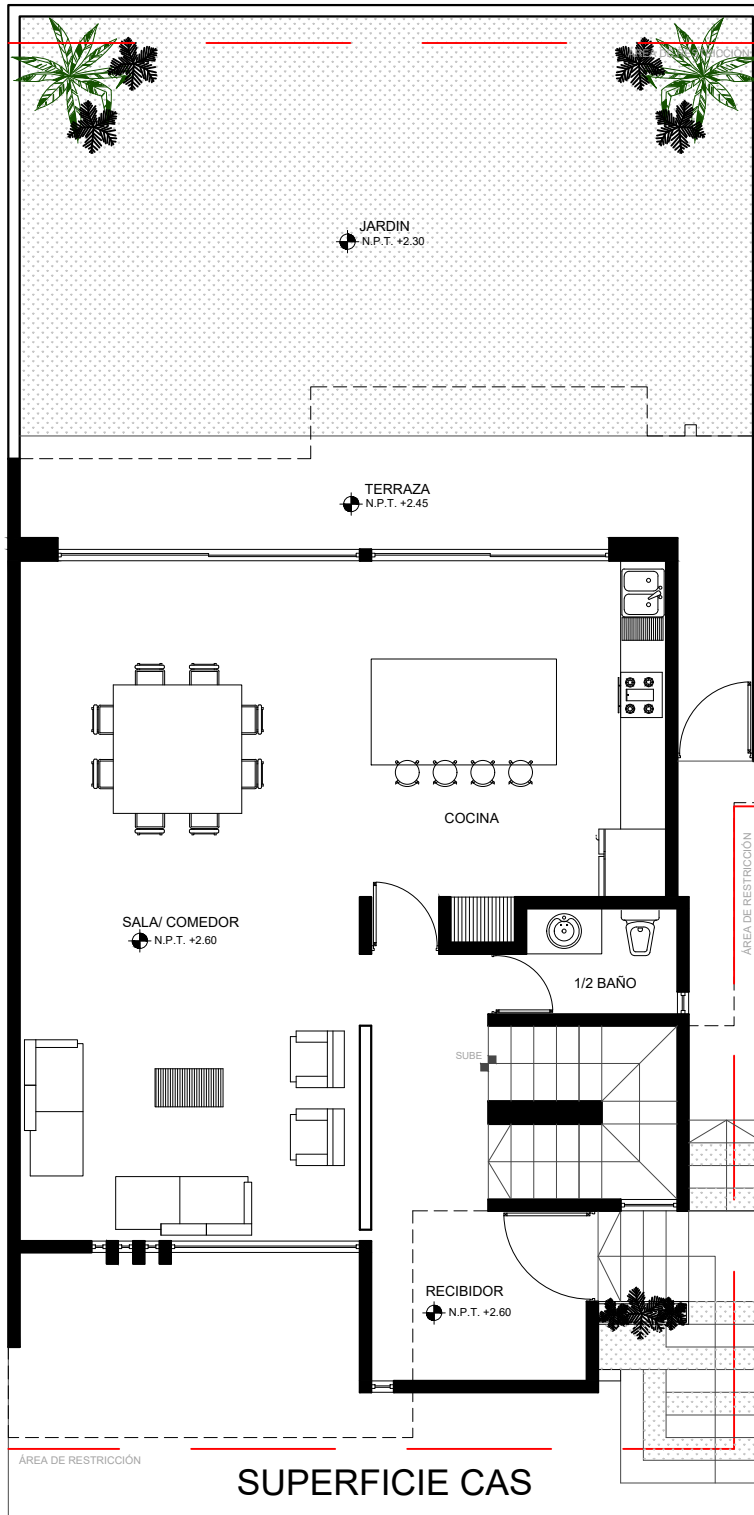 ÁREA DE RESTRICCIÓN
JARDIN
N.P.T. +2.30
TERRAZA
N.P.T. +2.45
COCINA
ÁREA DE RESTRICCIÓN
SALA/ COMEDOR
N.P.T. +2.60
1/2 BAÑO
SUBE
RECIBIDOR
N.P.T. +2.60
ÁREA DE RESTRICCIÓN
SUPERFICIE CAS